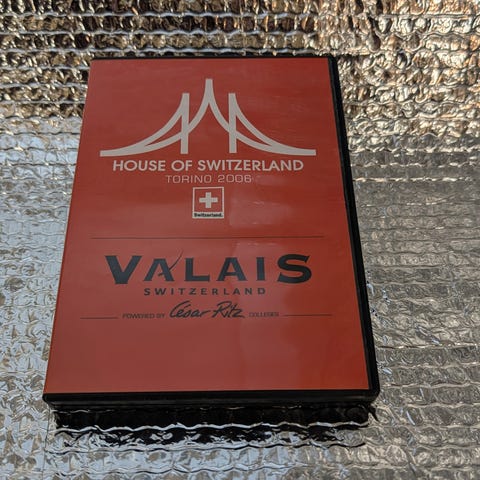 HOUSE OF SWITZERLAND
TORINO 2006
Switzerland.
VALAIS
SWITZERLAND
POWERED BY César Ritz COLLEGES